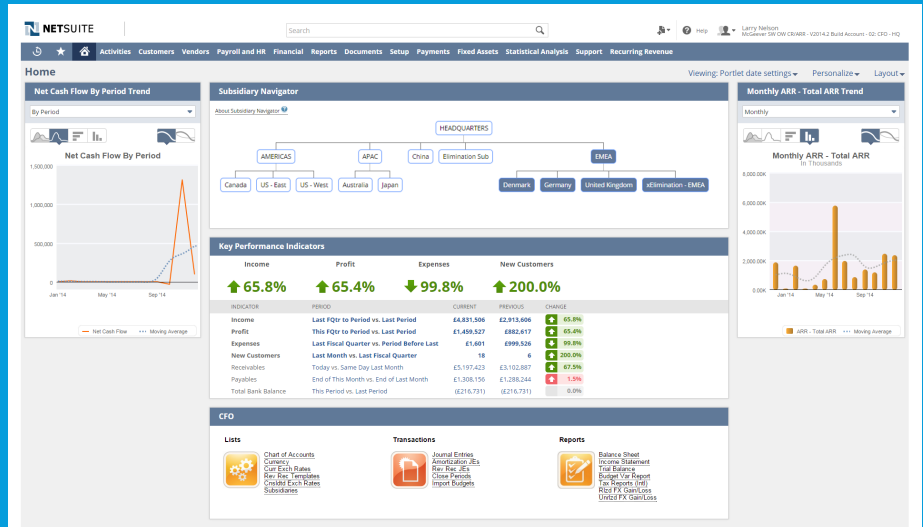 NETSUITE
Search
Help
Larry Nelson
McGeever SW OW CR/ARR - V2014.2 Build Account - 02: CFO - HQ
Activities Customers Vendors Payroll and HR Financial Reports Documents Setup Payments Fixed Assets Statistical Analysis Support Recurring Revenue
Home
Viewing: Portlet date settings Personalize Layout
Net Cash Flow By Period Trend
By Period
Net Cash Flow By Period
1,500,000
1,000,000
500,000
0
Jan '14 May '14 Sep '14
Net Cash Flow Moving Average
Subsidiary Navigator
About Subsidiary Navigator
HEADQUARTERS
AMERICAS APAC China Elimination Sub EMEA
Canada US - East US - West Australia Japan Denmark Germany United Kingdom xElimination - EMEA
Key Performance Indicators
Income Profit Expenses New Customers
65.8% 65.4% 99.8% 200.0%
INDICATOR PERIOD CURRENT PREVIOUS CHANGE
Income Last FQtr to Period vs. Last Period £4,831,506 £2,913,606 65.8%
Profit This FQtr to Period vs. Last Period £1,459,527 £882,617 65.4%
Expenses Last Fiscal Quarter vs. Period Before Last £1,601 £999,526 99.8%
New Customers Last Month vs. Last Fiscal Quarter 18 6 200.0%
Receivables Today vs. Same Day Last Month £5,197,423 £3,102,887 67.5%
Payables End of This Month vs. End of Last Month £1,308,156 £1,288,244 1.5%
Total Bank Balance This Period vs. Last Period (£216,731) (£216,731) 0.0%
CFO
Lists
Chart of Accounts
Currency
Curr Exch Rates
Rev Rec Templates
Cnsldtd Exch Rates
Subsidiaries
Transactions
Journal Entries
Amortization JEs
Rev Rec JEs
Close Periods
Import Budgets
Reports
Balance Sheet
Income Statement
Trial Balance
Budget Var Report
Tax Reports (Intl)
Rlzd FX Gain/Loss
Unrlzd FX Gain/Loss
Monthly ARR - Total ARR Trend
Monthly
Monthly ARR - Total ARR
In Thousands
8,000.00K
6,000.00K
4,000.00K
2,000.00K
0.00K
Jan '14 May '14 Sep '14
ARR - Total ARR Moving Average